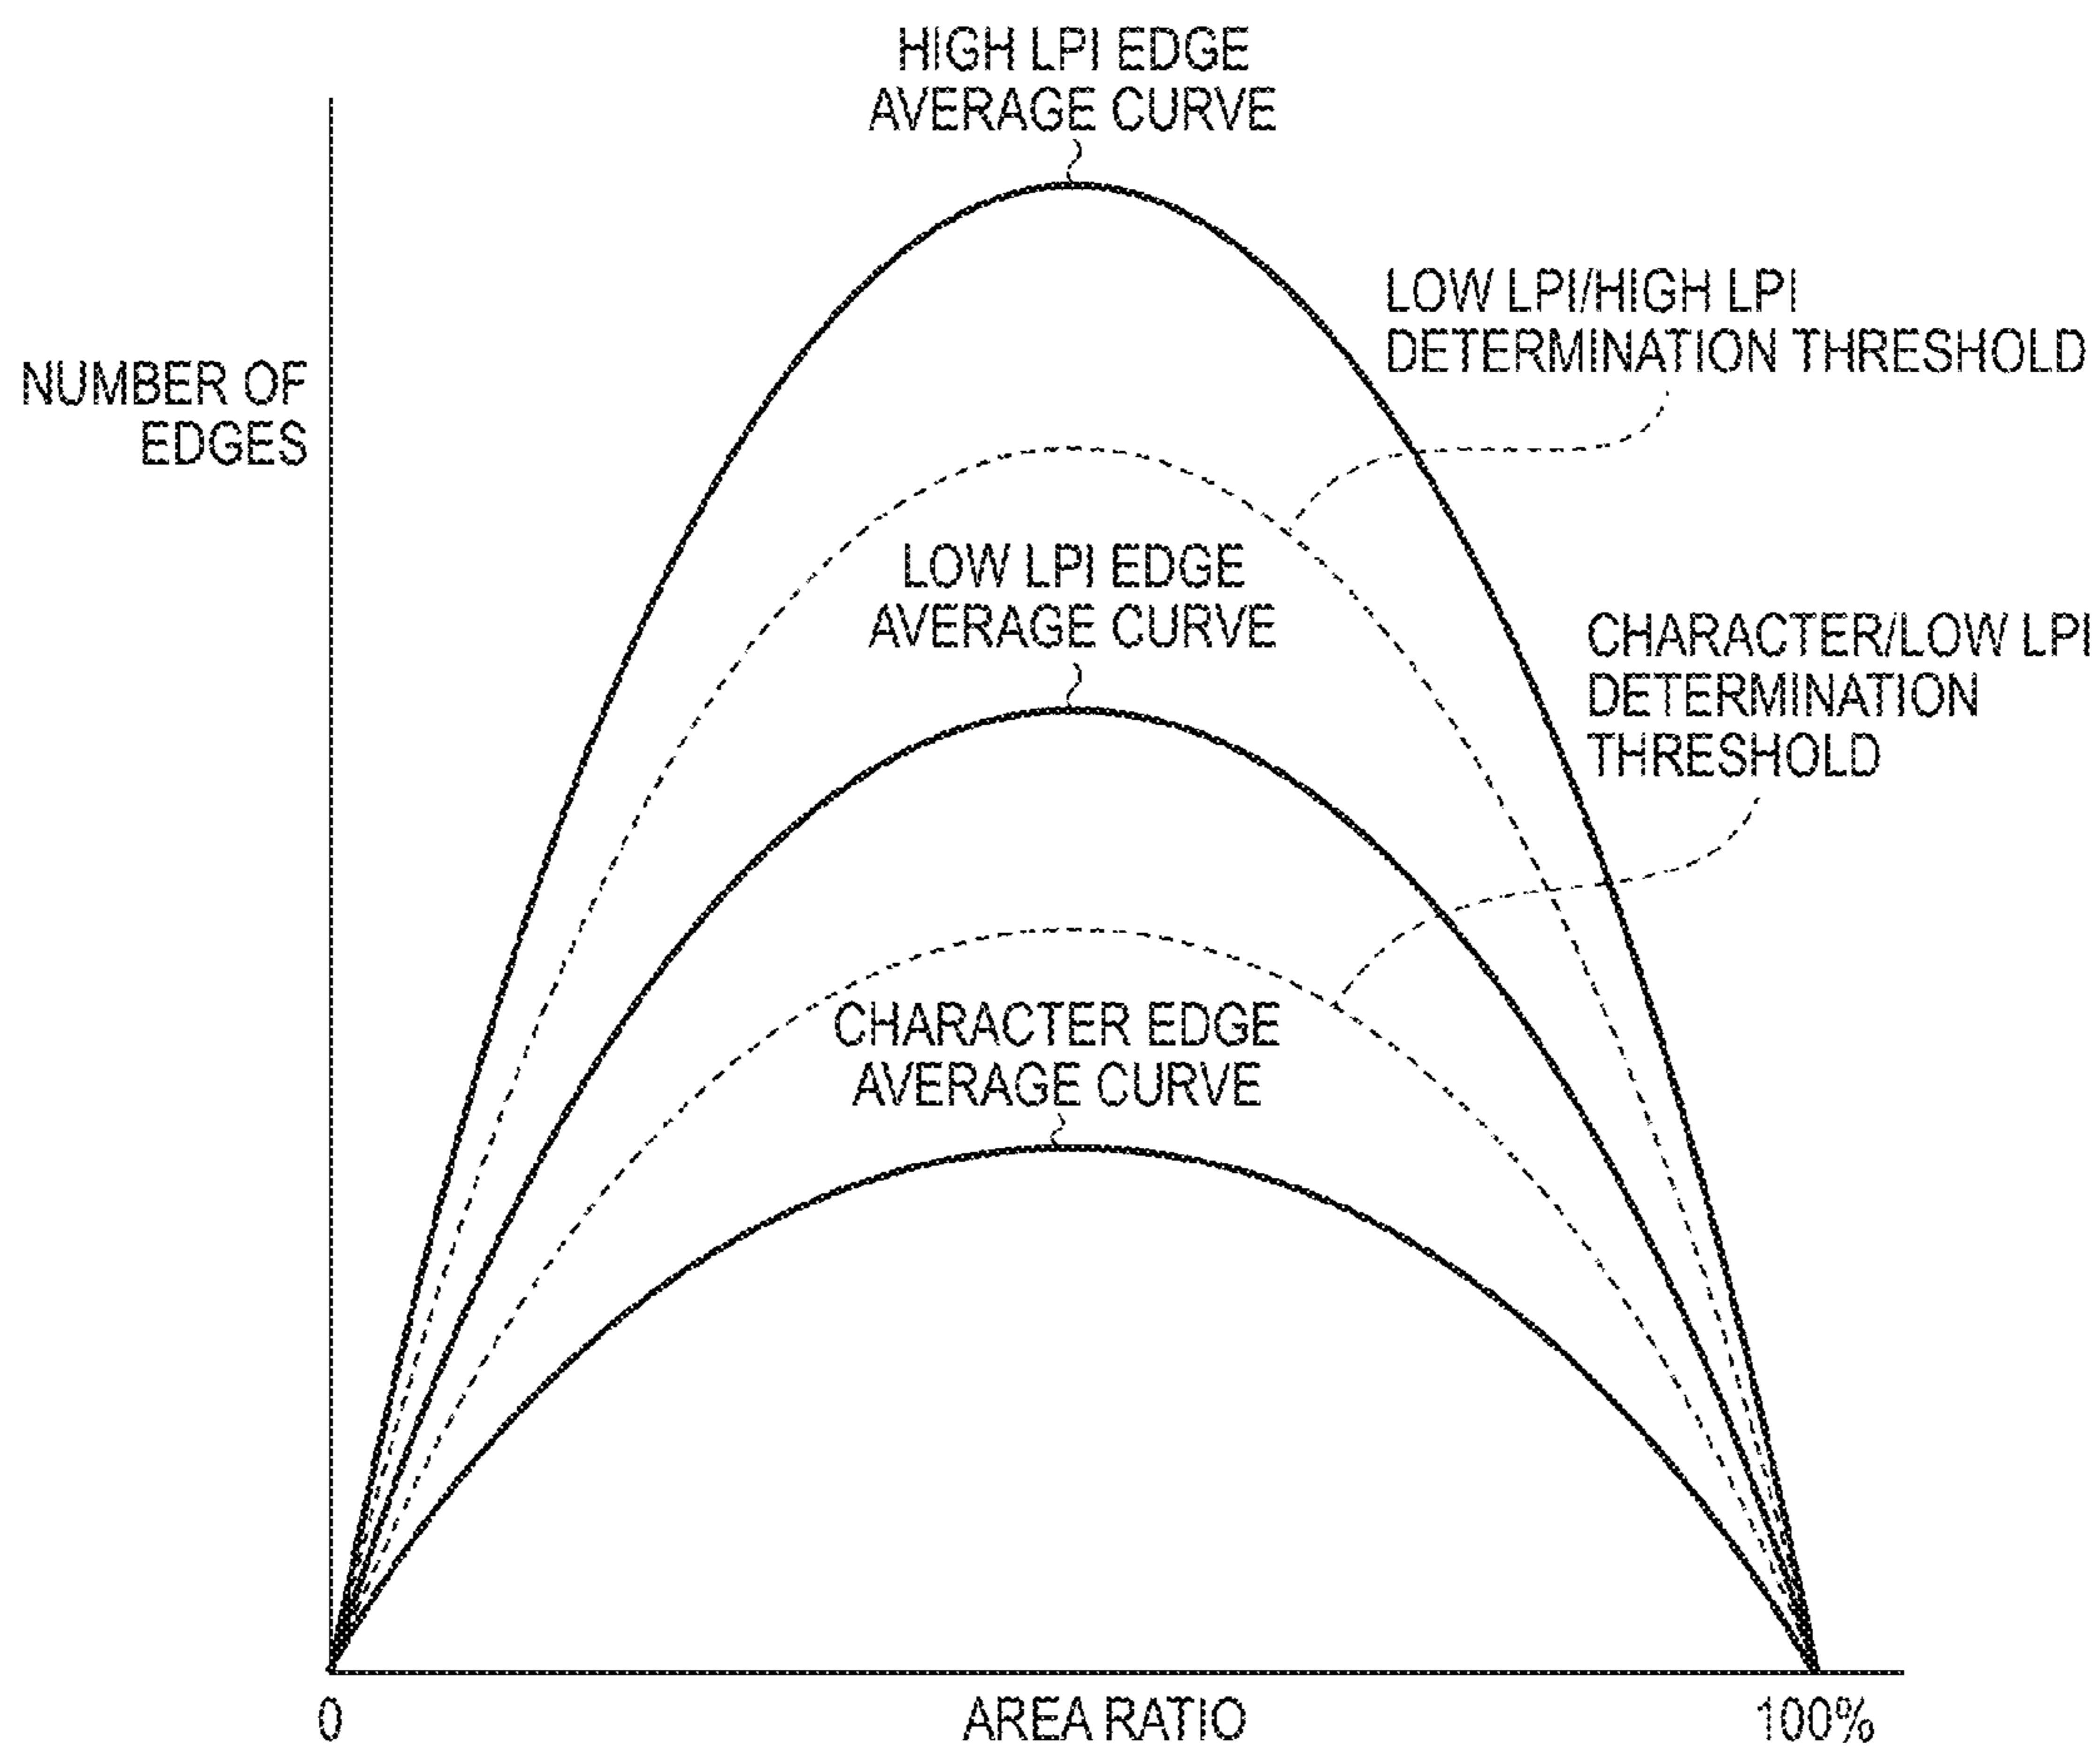 HIGH LPI EDGE
AVERAGE CURVE
LOW LPI/HIGH LPI
DETERMINATION THRESHOLD
NUMBER OF
EDGES
LOW LPI EDGE
AVERAGE CURVE
CHARACTER/LOW LPI
DETERMINATION
THRESHOLD
CHARACTER EDGE
AVERAGE CURVE
0
AREA RATIO
100%